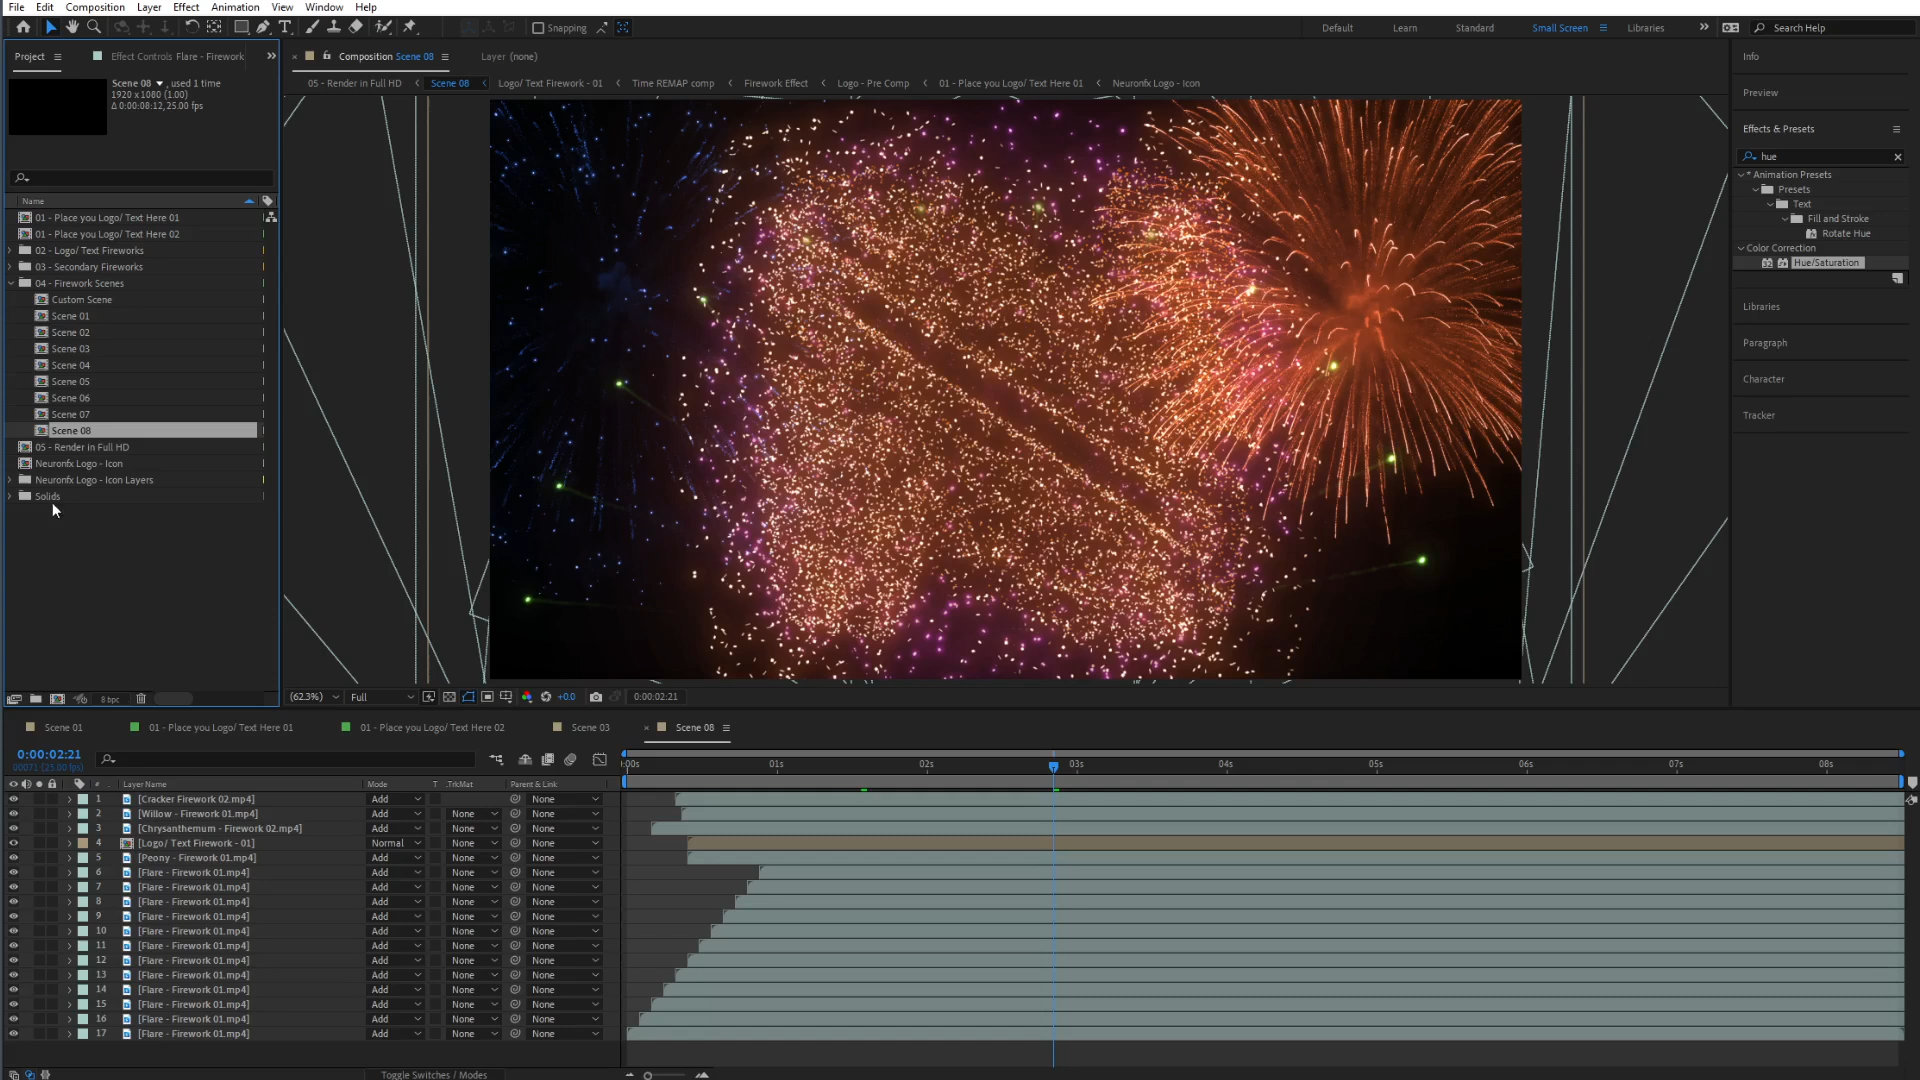 File Edit Composition Layer Effect Animation View Window Help
Snapping Default Learn Standard Small Screen Libraries Search Help
Project Effect Controls Flare - Firework Composition Scene 08 Layer (none) Info
Scene 08 , used 1 time
1920 x 1080 (1.00)
Δ 0:00:08:12, 25.00 fps
05 - Render in Full HD Scene 08 Logo/ Text Firework - 01 Time REMAP comp Firework Effect Logo - Pre Comp 01 - Place you Logo/ Text Here 01 Neuronfx Logo - Icon
Preview
Effects & Presets
hue
* Animation Presets
Presets
Text
Fill and Stroke
Rotate Hue
Color Correction
Hue/Saturation
Libraries
Paragraph
Character
Tracker
Name
01 - Place you Logo/ Text Here 01
01 - Place you Logo/ Text Here 02
02 - Logo/ Text Fireworks
03 - Secondary Fireworks
04 - Firework Scenes
Custom Scene
Scene 01
Scene 02
Scene 03
Scene 04
Scene 05
Scene 06
Scene 07
Scene 08
05 - Render in Full HD
Neuronfx Logo - Icon
Neuronfx Logo - Icon Layers
Solids
8 bpc (62.3%) Full +0.0 0:00:02:21
Scene 01 01 - Place you Logo/ Text Here 01 01 - Place you Logo/ Text Here 02 Scene 03 Scene 08
0:00:02:21
00071 (25.00 fps)
:00s 01s 02s 03s 04s 05s 06s 07s 08s
# Layer Name Mode T .TrkMat Parent & Link
1 [Cracker Firework 02.mp4] Add None
2 [Willow - Firework 01.mp4] Add None None
3 [Chrysanthemum - Firework 02.mp4] Add None None
4 [Logo/ Text Firework - 01] Normal None None
5 [Peony - Firework 01.mp4] Add None None
6 [Flare - Firework 01.mp4] Add None None
7 [Flare - Firework 01.mp4] Add None None
8 [Flare - Firework 01.mp4] Add None None
9 [Flare - Firework 01.mp4] Add None None
10 [Flare - Firework 01.mp4] Add None None
11 [Flare - Firework 01.mp4] Add None None
12 [Flare - Firework 01.mp4] Add None None
13 [Flare - Firework 01.mp4] Add None None
14 [Flare - Firework 01.mp4] Add None None
15 [Flare - Firework 01.mp4] Add None None
16 [Flare - Firework 01.mp4] Add None None
17 [Flare - Firework 01.mp4] Add None None
Toggle Switches / Modes